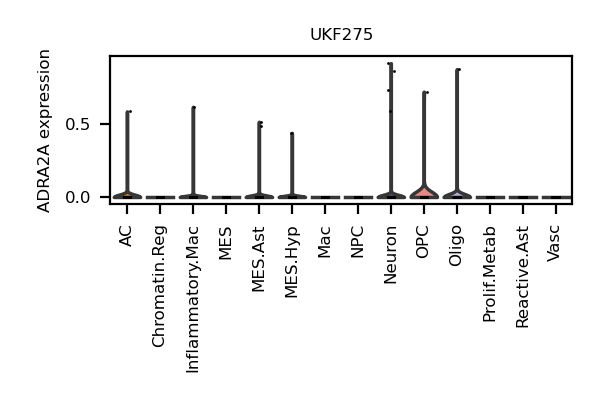 UKF275
ADRA2A expression
0.5
0.0
AC
Chromatin.Reg
Inflammatory.Mac
MES
MES.Ast
MES.Hyp
Mac
NPC
Neuron
OPC
Oligo
Prolif.Metab
Reactive.Ast
Vasc